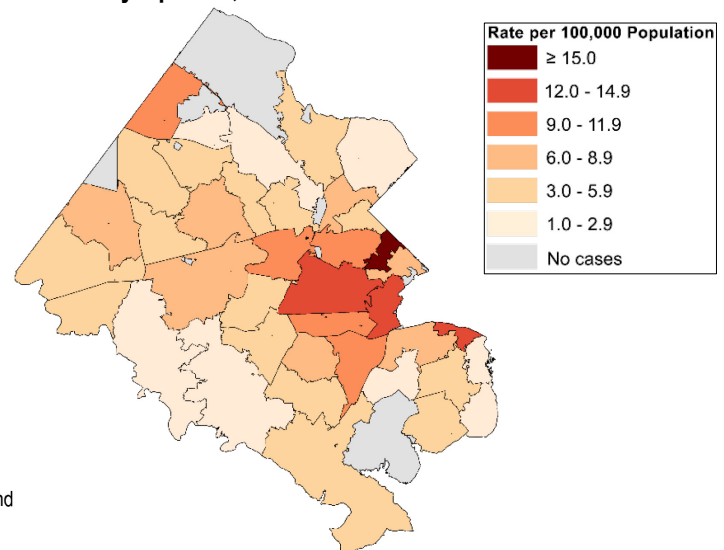 Rate per 100,000 Population
≥ 15.0
12.0 - 14.9
9.0 - 11.9
6.0 - 8.9
3.0 - 5.9
1.0 - 2.9
No cases
nd